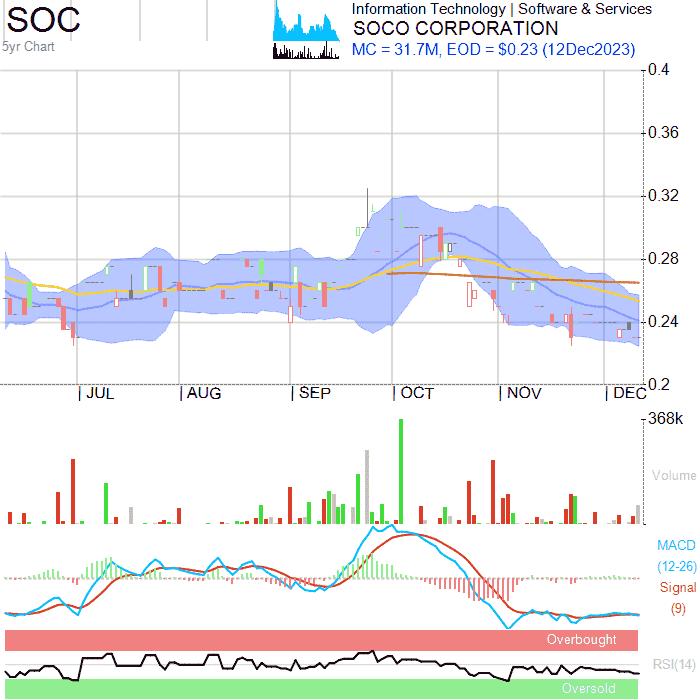 SOC
5yr Chart
Information Technology | Software & Services
SOCO CORPORATION
MC = 31.7M, EOD = $0.23 (12Dec2023)
0.4
0.36
0.32
0.28
0.24
0.2
| JUL | AUG | SEP | OCT | NOV | DEC
368k
Volume
MACD
(12-26)
Signal
(9)
Overbought
RSI(14)
Oversold